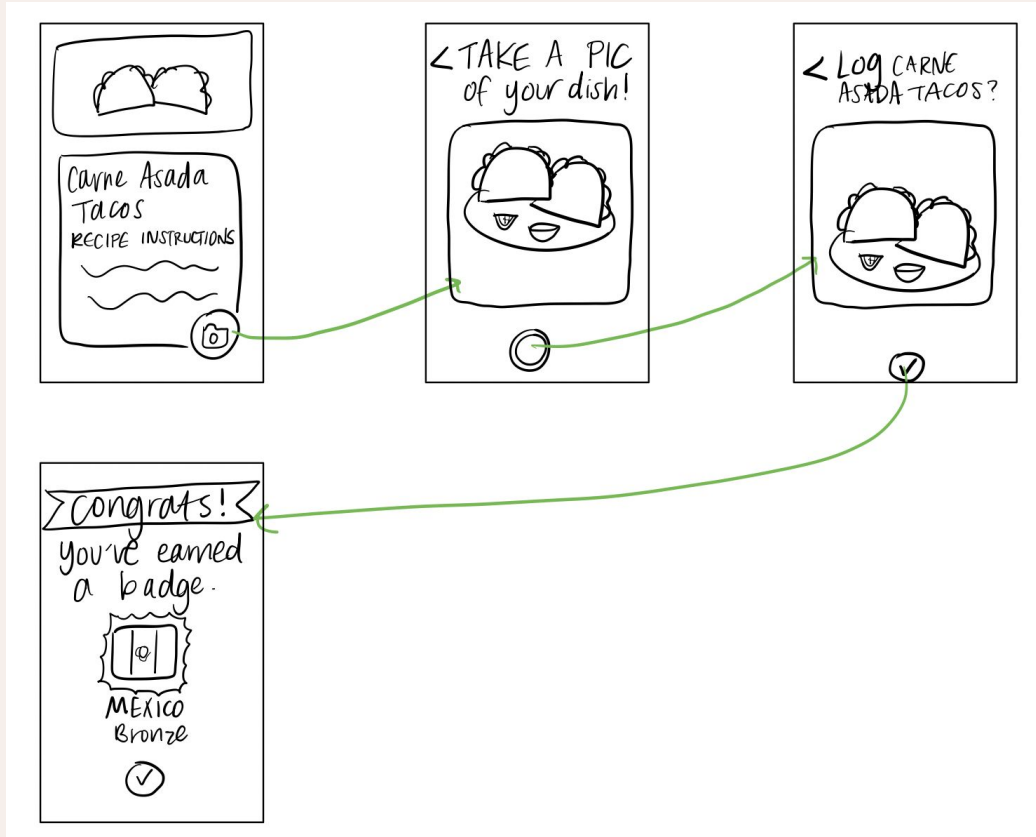 Carne Asada
Tacos
RECIPE INSTRUCTIONS
< TAKE A PIC
of your dish!
< Log CARNE
ASADA TACOS?
congrats!
you've earned
a badge.
MEXICO
Bronze